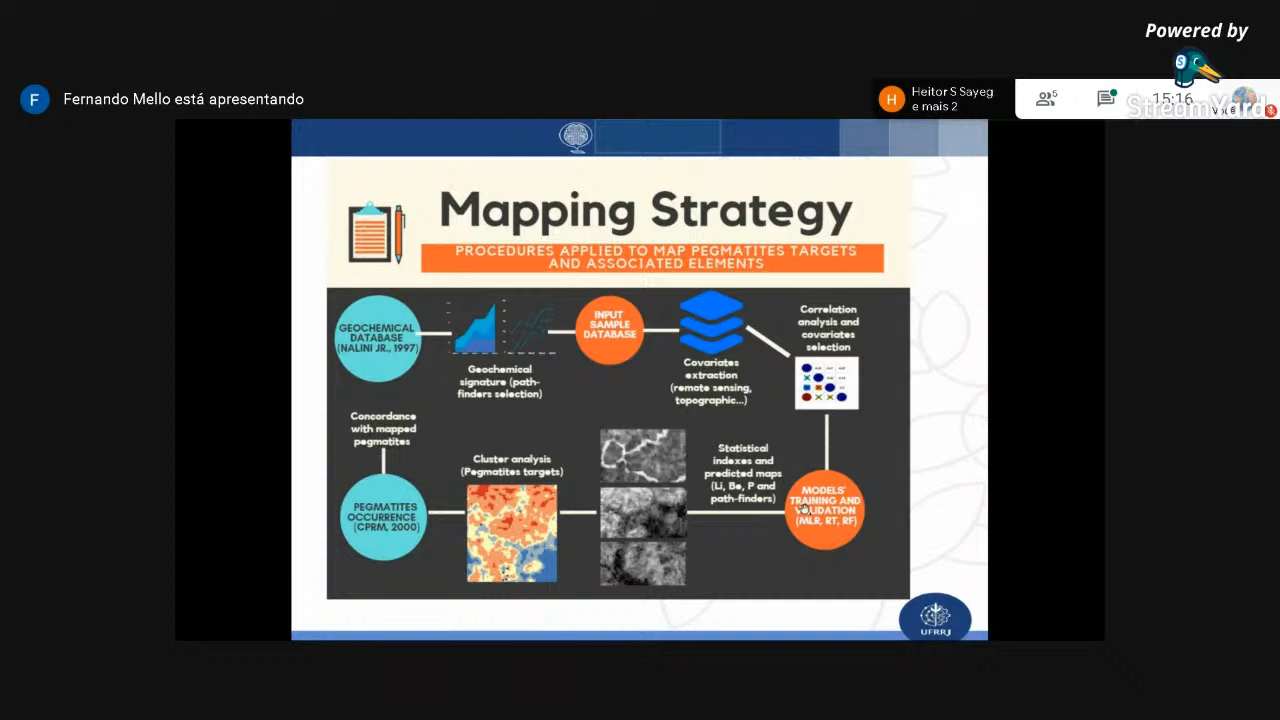 Powered by
F
Fernando Mello está apresentando
H
Heitor S Sayeg
e mais 2
5
15:16
StreamYard
Mapping Strategy
PROCEDURES APPLIED TO MAP PEGMATITES TARGETS
AND ASSOCIATED ELEMENTS
GEOCHEMICAL
DATABASE
(NALINI JR., 1997)
Geochemical
signature (path-
finders selection)
INPUT
SAMPLE
DATABASE
Covariates
extraction
(remote sensing,
topographic...)
Correlation
analysis and
covariates
selection
MODELS'
TRAINING AND
VALIDATION
(MLR, RT, RF)
Statistical
indexes and
predicted maps
(Li, Be, P and
path-finders)
Cluster analysis
(Pegmatites targets)
PEGMATITES
OCCURRENCE
(CPRM, 2000)
Concordance
with mapped
pegmatites
UFRRJ